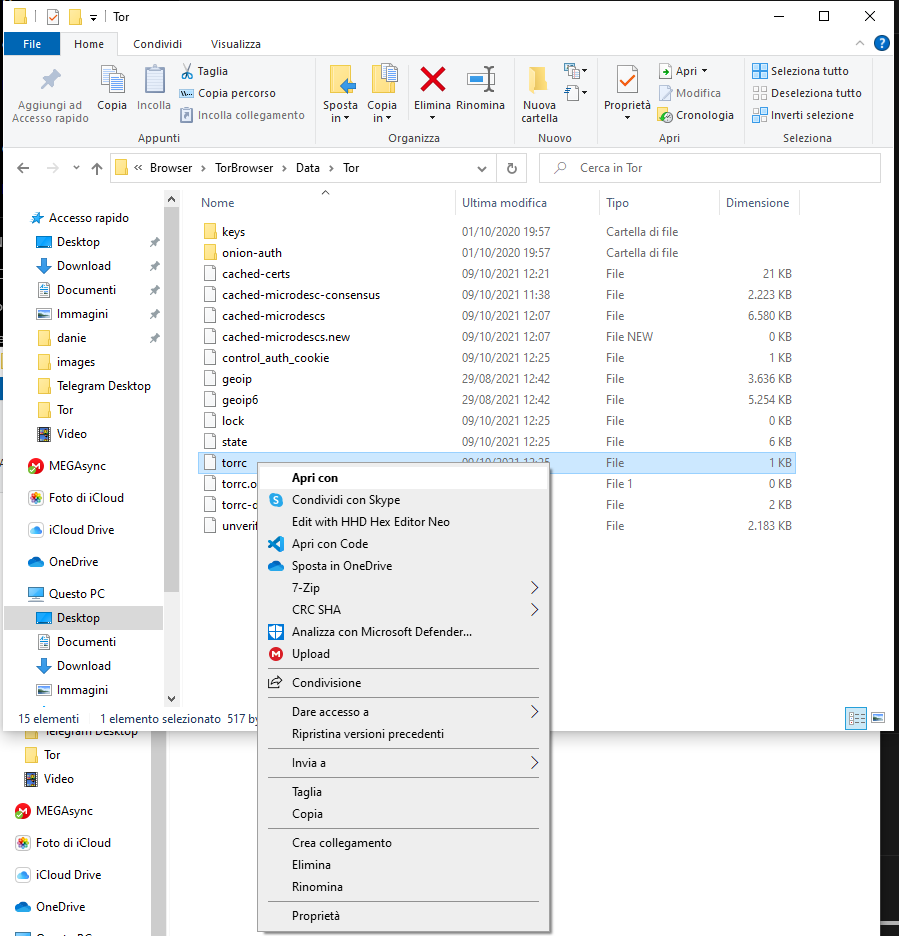 Tor
File Home Condividi Visualizza
Aggiungi ad
Accesso rapido
Copia
Incolla
Taglia
Copia percorso
Incolla collegamento
Appunti
Sposta
in
Copia
in
Elimina
Rinomina
Organizza
Nuova
cartella
Nuovo
Proprietà
Apri
Modifica
Cronologia
Apri
Seleziona tutto
Deseleziona tutto
Inverti selezione
Selezione
« Browser › TorBrowser › Data › Tor
Cerca in Tor
Accesso rapido
Desktop
Download
Documenti
Immagini
danie
images
Telegram Desktop
Tor
Video
MEGAsync
Foto di iCloud
iCloud Drive
OneDrive
Questo PC
Desktop
Documenti
Download
Immagini
Nome Ultima modifica Tipo Dimensione
keys 01/10/2020 19:57 Cartella di file
onion-auth 01/10/2020 19:57 Cartella di file
cached-certs 09/10/2021 12:21 File 21 KB
cached-microdesc-consensus 09/10/2021 11:38 File 2.223 KB
cached-microdescs 09/10/2021 12:07 File 6.580 KB
cached-microdescs.new 09/10/2021 12:07 File NEW 0 KB
control_auth_cookie 09/10/2021 12:25 File 1 KB
geoip 29/08/2021 12:42 File 3.636 KB
geoip6 29/08/2021 12:42 File 5.254 KB
lock 09/10/2021 12:25 File 0 KB
state 09/10/2021 12:25 File 6 KB
torrc 09/10/2021 12:25 File 1 KB
torrc.o File 1 0 KB
torrc-d File 2 KB
unverif File 2.183 KB
Apri con
Condividi con Skype
Edit with HHD Hex Editor Neo
Apri con Code
Sposta in OneDrive
7-Zip
CRC SHA
Analizza con Microsoft Defender...
Upload
Condivisione
Dare accesso a
Ripristina versioni precedenti
Invia a
Taglia
Copia
Crea collegamento
Elimina
Rinomina
Proprietà
15 elementi 1 elemento selezionato 517 by
Telegram Desktop
Tor
Video
MEGAsync
Foto di iCloud
iCloud Drive
OneDrive
Questo PC